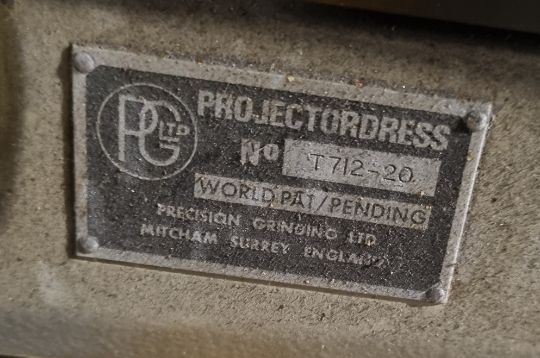 PG LTD
PROJECTORDRESS
No T712-20
WORLD PAT/PENDING
PRECISION GRINDING LTD
MITCHAM SURREY ENGLAND